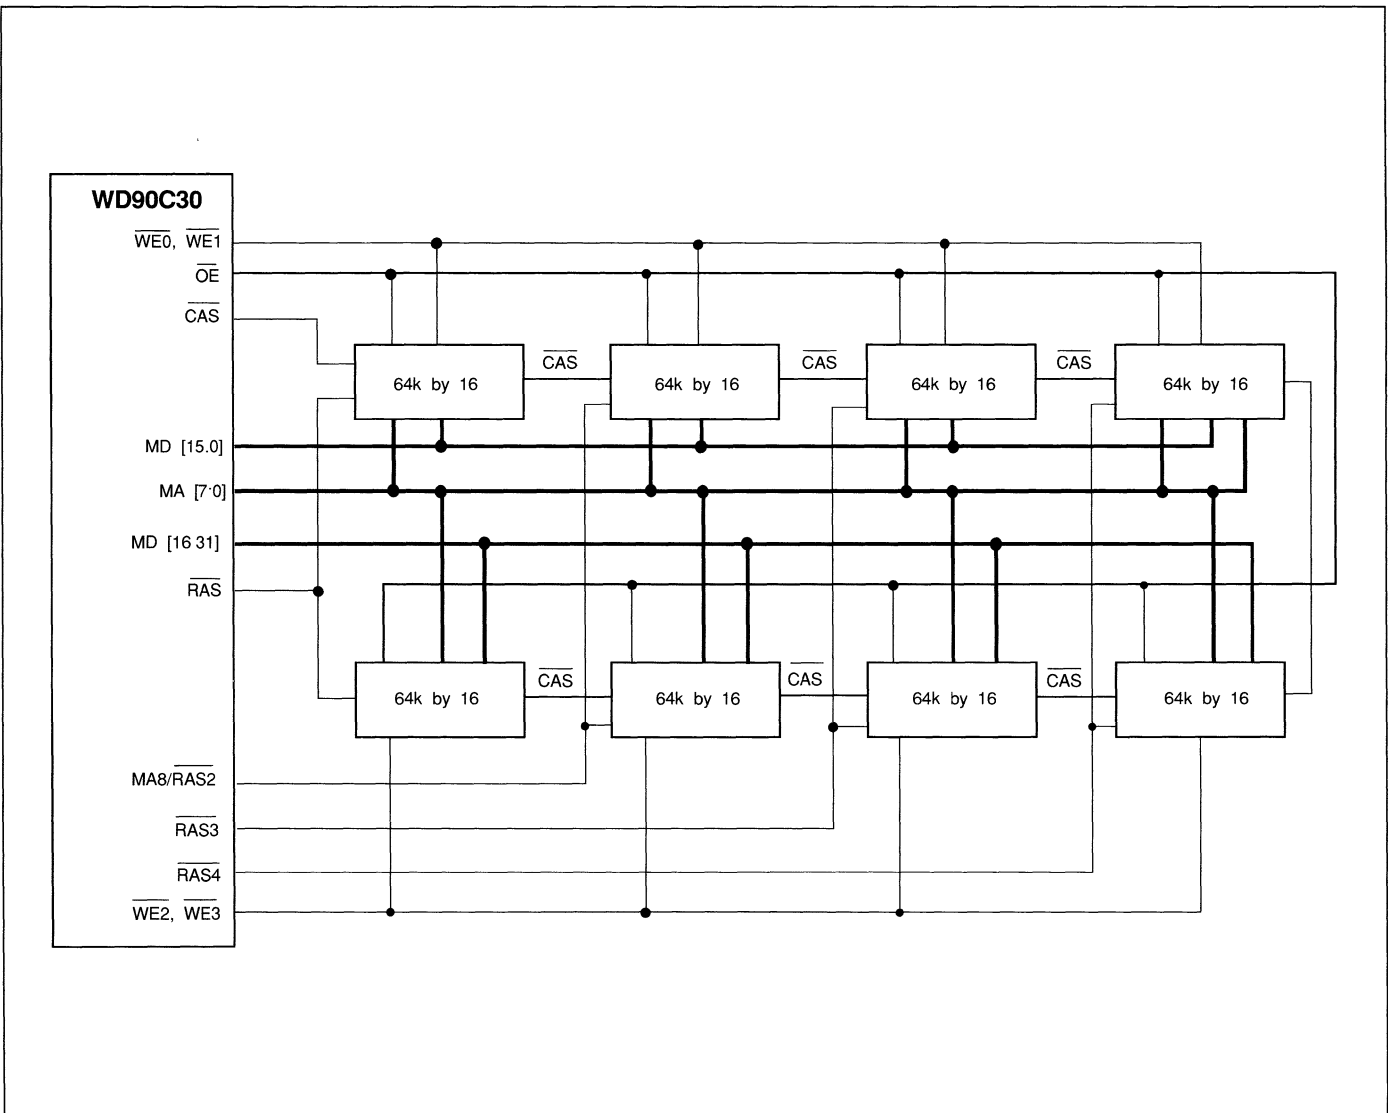 WD90C30
WE0, WE1
OE
CAS
CAS
CAS
CAS
64k by 16
64k by 16
64k by 16
64k by 16
MD [15.0]
MA [7·0]
MD [16 31]
RAS
CAS
CAS
CAS
64k by 16
64k by 16
64k by 16
64k by 16
MA8/RAS2
RAS3
RAS4
WE2, WE3